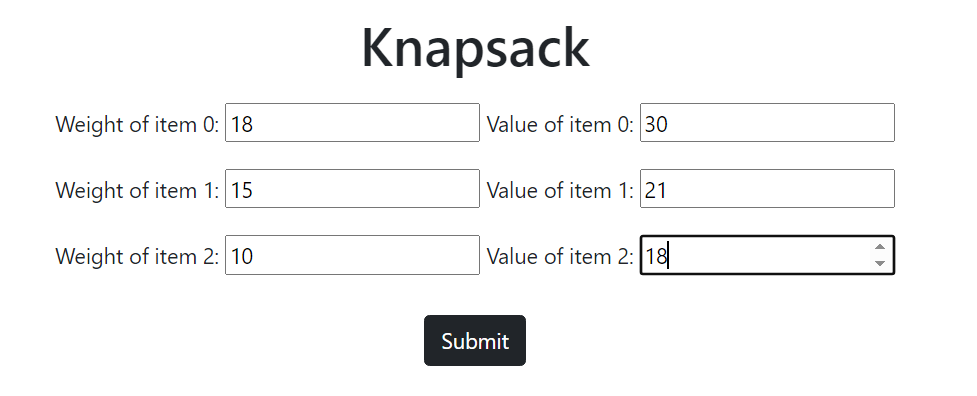 Knapsack
Weight of item 0: 18 Value of item 0: 30
Weight of item 1: 15 Value of item 1: 21
Weight of item 2: 10 Value of item 2: 18
Submit